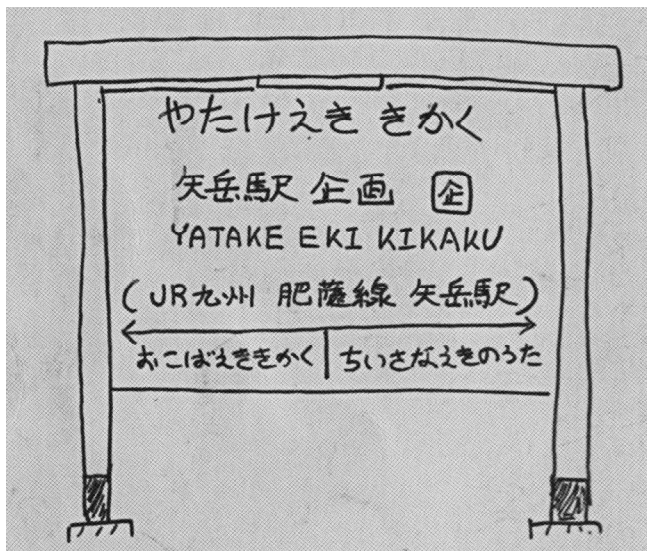 やたけえき きかく
矢岳駅 企画 企
YATAKE EKI KIKAKU
(JR九州 肥薩線 矢岳駅)
おこばえききかく ちいさなえきのうた